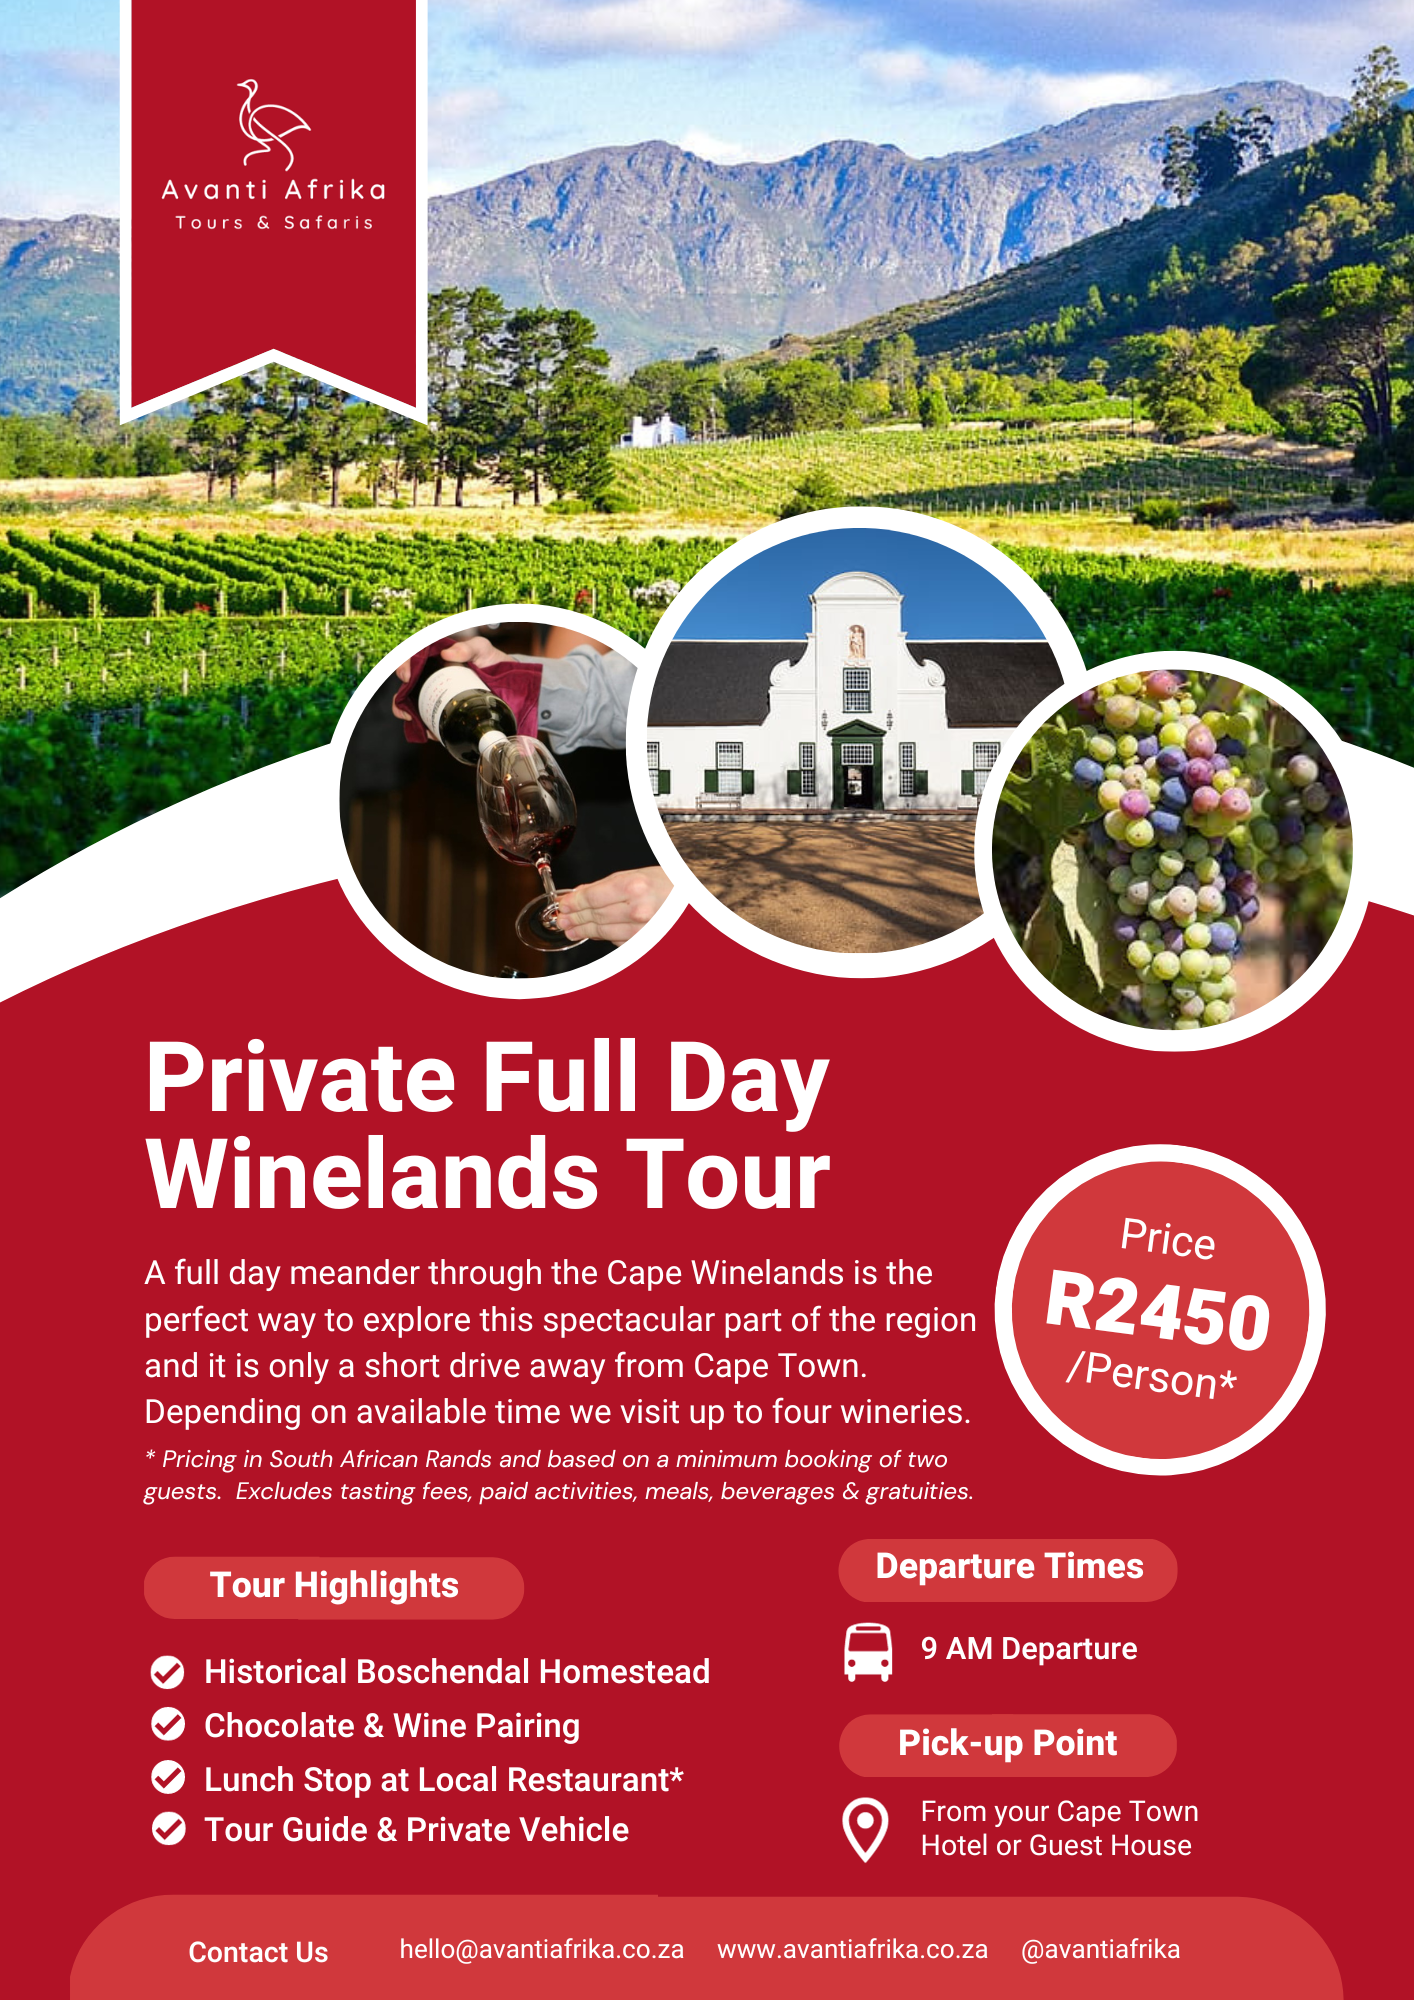 Avanti Afrika
Tours & Safaris
Private Full Day
Winelands Tour
A full day meander through the Cape Winelands is the
perfect way to explore this spectacular part of the region
and it is only a short drive away from Cape Town.
Depending on available time we visit up to four wineries.
* Pricing in South African Rands and based on a minimum booking of two
guests.  Excludes tasting fees, paid activities, meals, beverages & gratuities.
Price
R2450
/Person*
Tour Highlights
Historical Boschendal Homestead
Chocolate & Wine Pairing
Lunch Stop at Local Restaurant*
Tour Guide & Private Vehicle
Departure Times
9 AM Departure
Pick-up Point
From your Cape Town
Hotel or Guest House
Contact Us hello@avantiafrika.co.za www.avantiafrika.co.za @avantiafrika